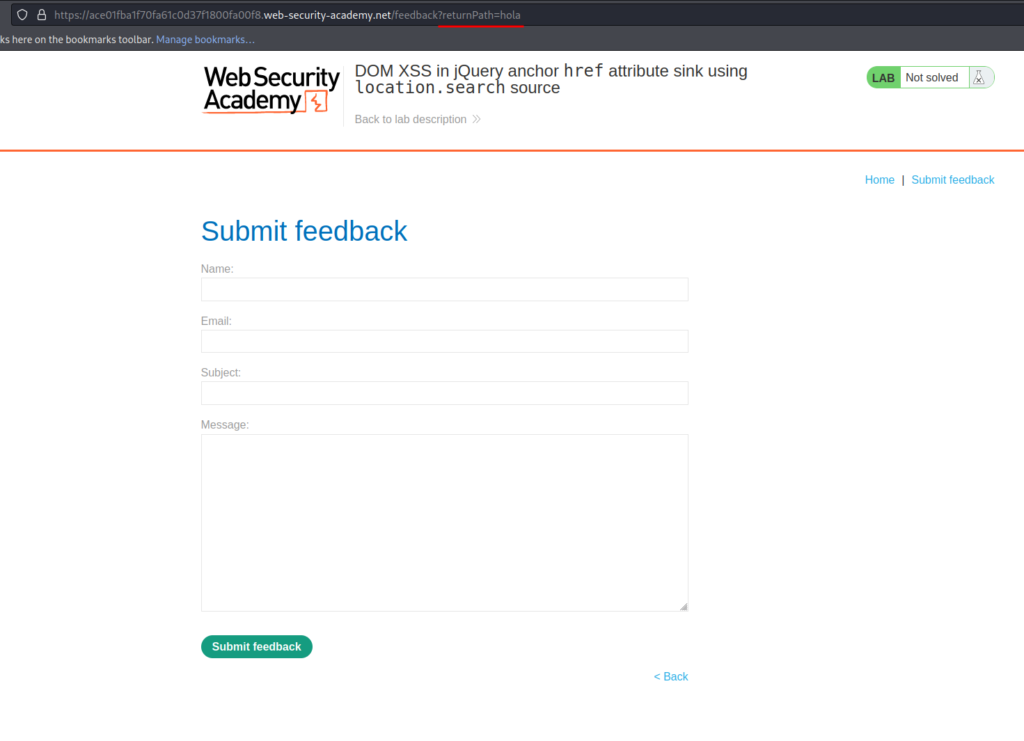 https://ace01fba1f70fa61c0d37f1800fa00f8.web-security-academy.net/feedback?returnPath=hola
ks here on the bookmarks toolbar. Manage bookmarks...
WebSecurity
Academy
DOM XSS in jQuery anchor href attribute sink using
location.search source
Back to lab description
LAB Not solved
Home | Submit feedback
Submit feedback
Name:
Email:
Subject:
Message:
Submit feedback
< Back